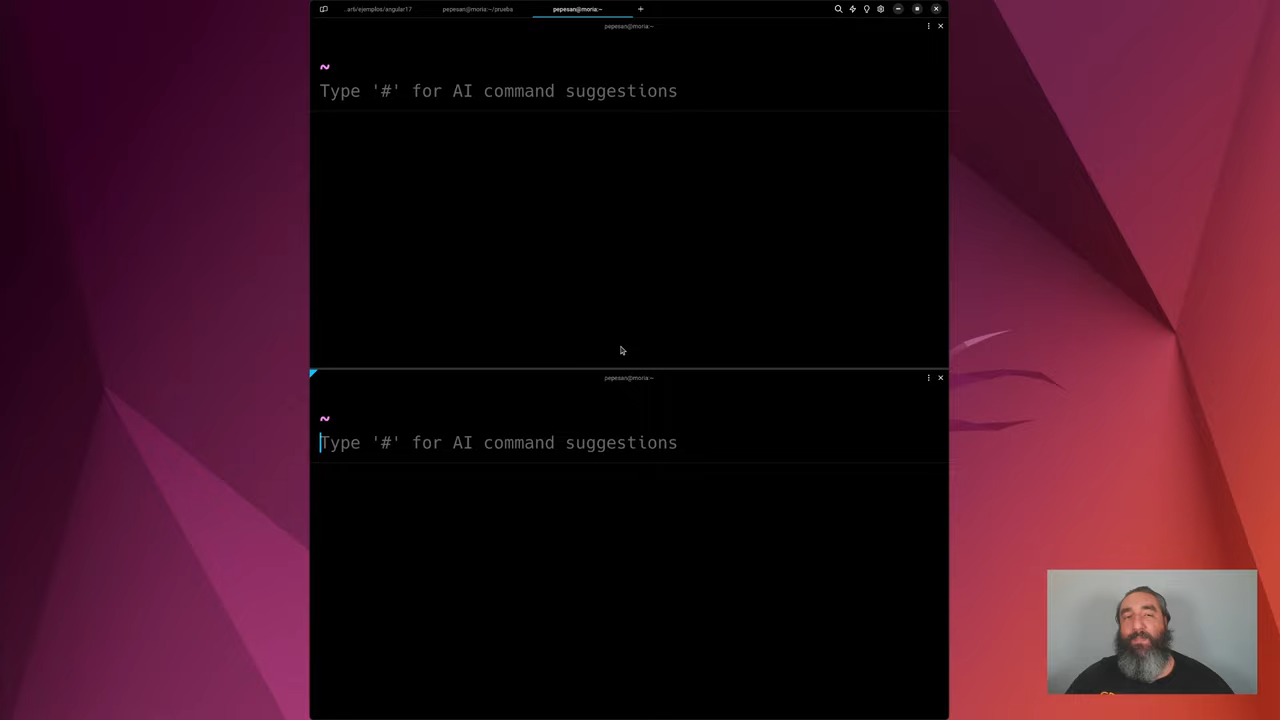 ..arti/ejemplos/angular17 pepesan@moria:~/prueba pepesan@moria:~
pepesan@moria:~
~
Type '#' for AI command suggestions
pepesan@moria:~
~
Type '#' for AI command suggestions